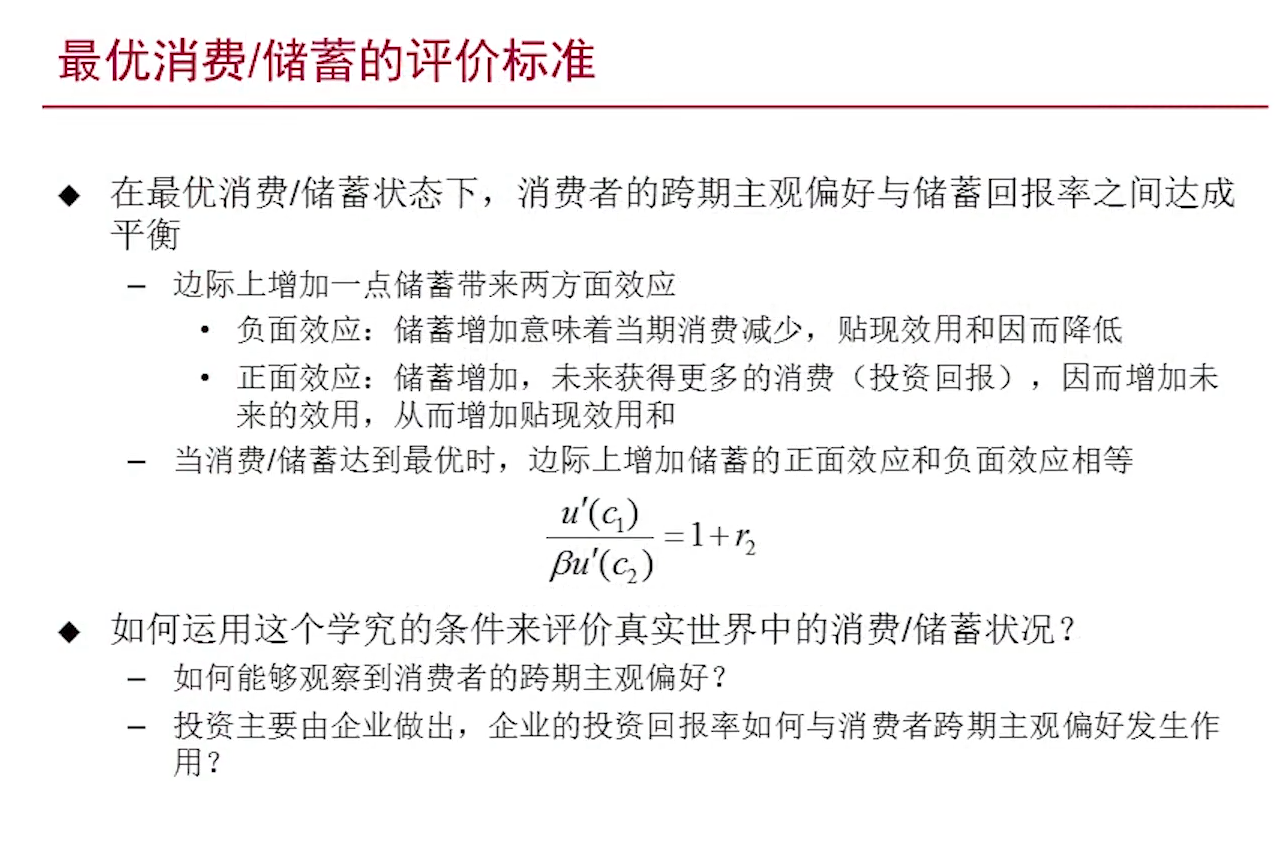 最优消费/储蓄的评价标准
◆ 在最优消费/储蓄状态下，消费者的跨期主观偏好与储蓄回报率之间达成
平衡
– 边际上增加一点储蓄带来两方面效应
• 负面效应：储蓄增加意味着当期消费减少，贴现效用和因而降低
• 正面效应：储蓄增加，未来获得更多的消费（投资回报），因而增加未
来的效用，从而增加贴现效用和
– 当消费/储蓄达到最优时，边际上增加储蓄的正面效应和负面效应相等
u′(c₁)
βu′(c₂)
=1+r₂
◆ 如何运用这个学究的条件来评价真实世界中的消费/储蓄状况？
– 如何能够观察到消费者的跨期主观偏好？
– 投资主要由企业做出，企业的投资回报率如何与消费者跨期主观偏好发生作
用？